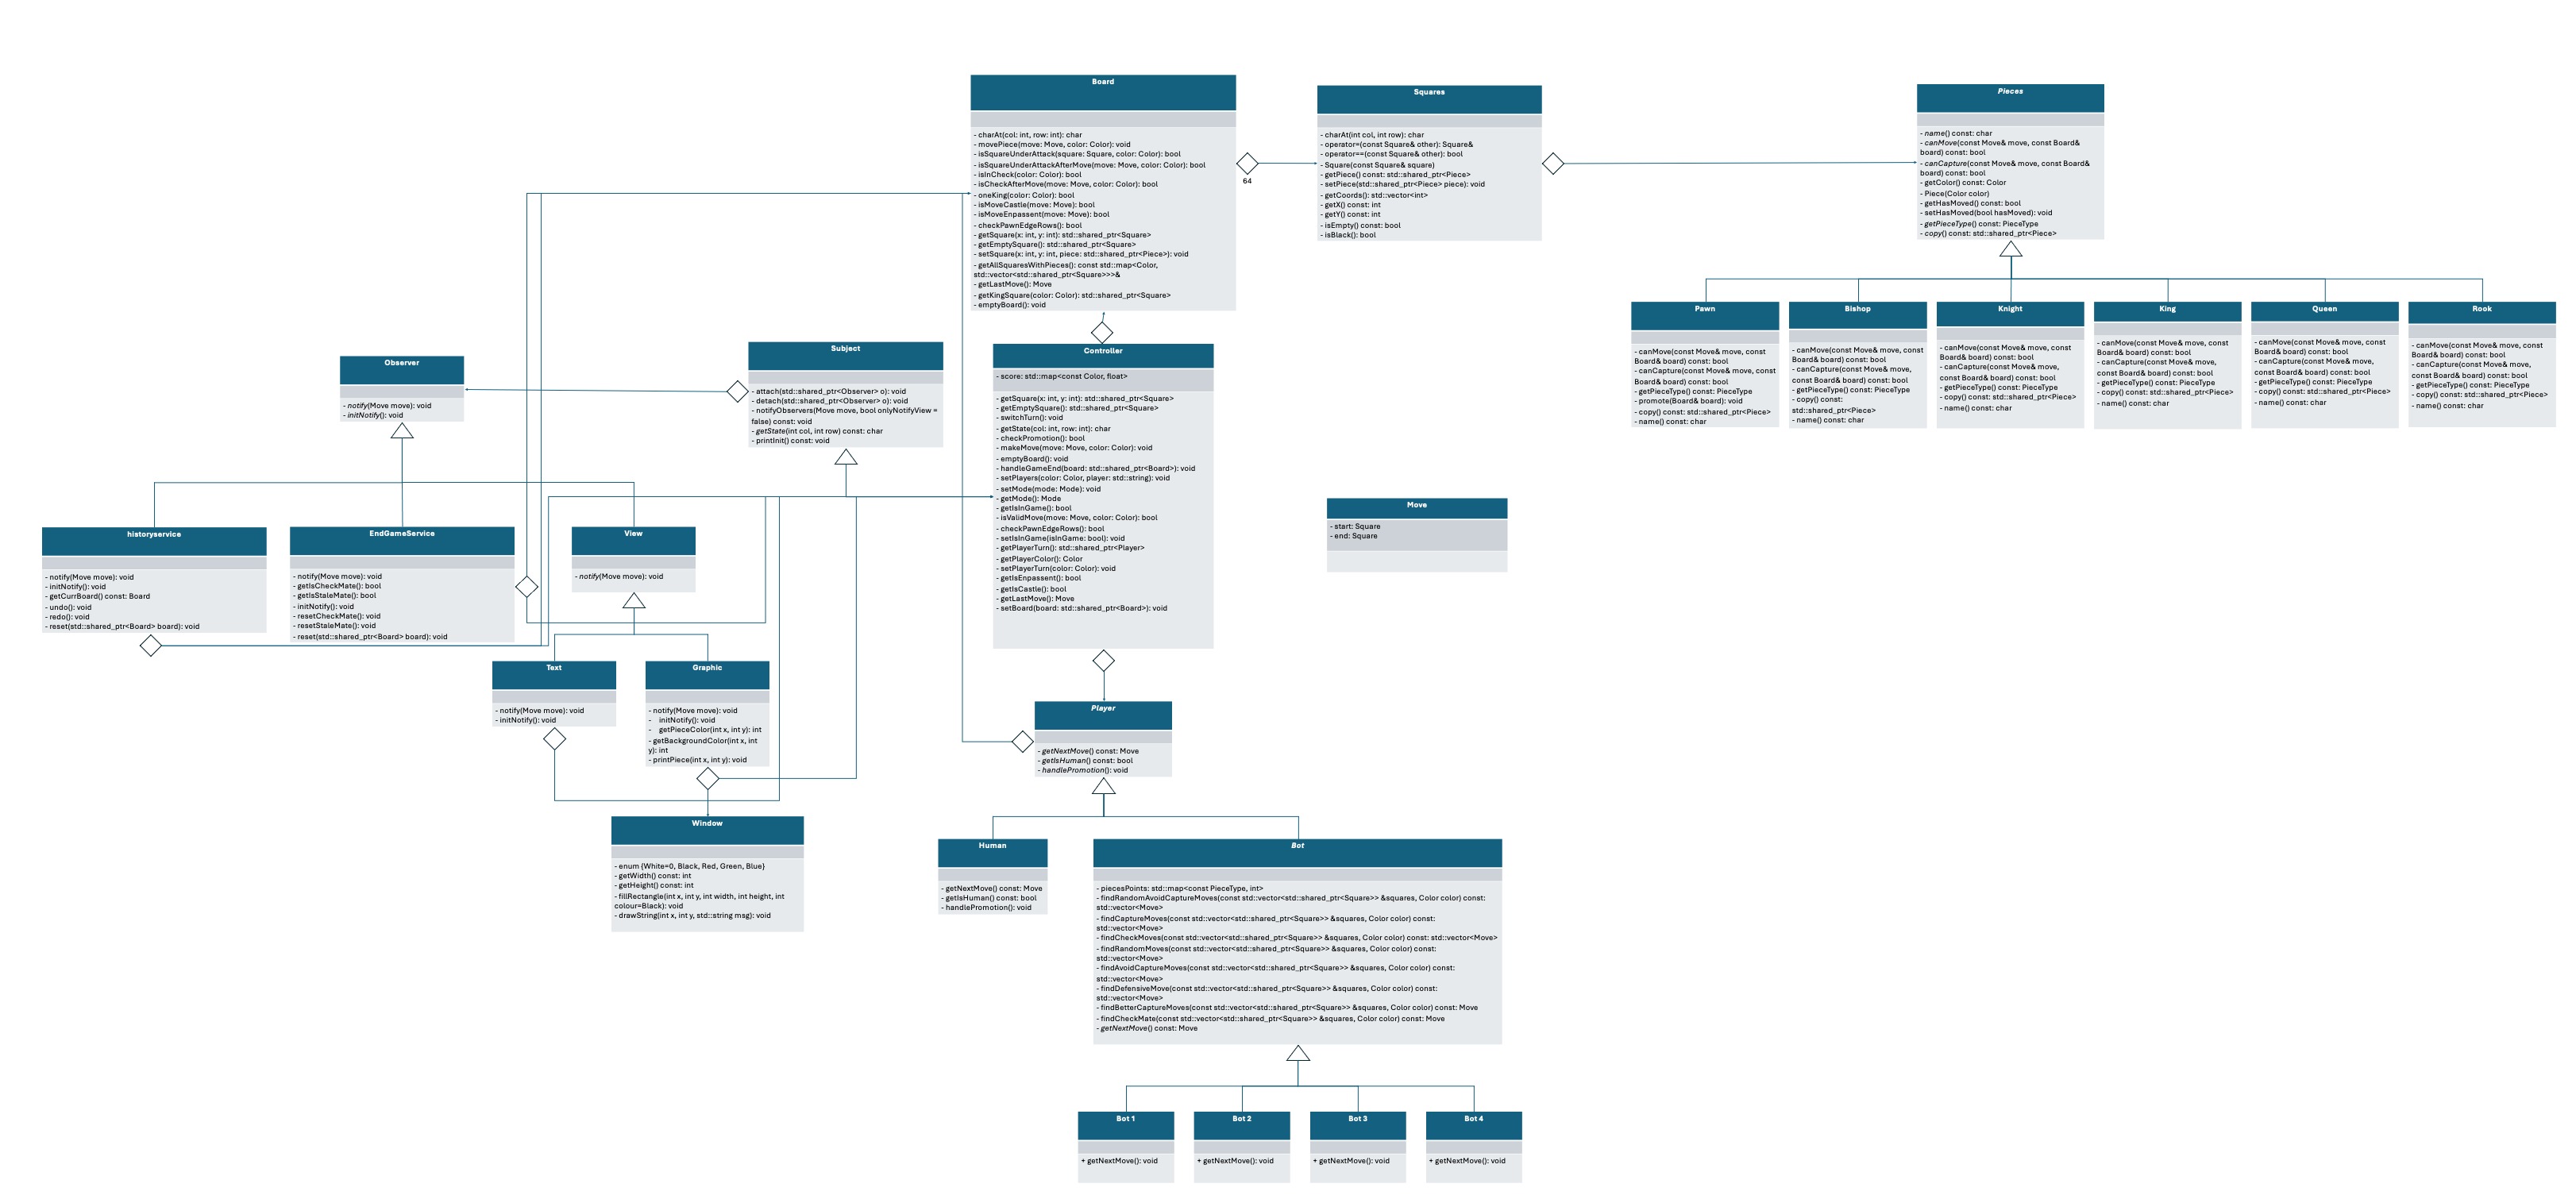 Board
- charAt(col: int, row: int): char
- movePiece(move: Move, color: Color): void
- isSquareUnderAttack(square: Square, color: Color): bool
- isSquareUnderAttackAfterMove(move: Move, color: Color): bool
- isInCheck(color: Color): bool
- isCheckAfterMove(move: Move, color: Color): bool
- oneKing(color: Color): bool
- isMoveCastle(move: Move): bool
- isMoveEnpassent(move: Move): bool
- checkPawnEdgeRows(): bool
- getSquare(x: int, y: int): std::shared_ptr<Square>
- getEmptySquare(): std::shared_ptr<Square>
- setSquare(x: int, y: int, piece: std::shared_ptr<Piece>): void
- getAllSquaresWithPieces(): const std::map<Color,
std::vector<std::shared_ptr<Square>>>&
- getLastMove(): Move
- getKingSquare(color: Color): std::shared_ptr<Square>
- emptyBoard(): void
64
Squares
- charAt(int col, int row): char
- operator=(const Square& other): Square&
- operator==(const Square& other): bool
- Square(const Square& square)
- getPiece() const: std::shared_ptr<Piece>
- setPiece(std::shared_ptr<Piece> piece): void
- getCoords(): std::vector<int>
- getX() const: int
- getY() const: int
- isEmpty() const: bool
- isBlack(): bool
Pieces
- name() const: char
- canMove(const Move& move, const Board&
board) const: bool
- canCapture(const Move& move, const Board&
board) const: bool
- getColor() const: Color
- Piece(Color color)
- getHasMoved() const: bool
- setHasMoved(bool hasMoved): void
- getPieceType() const: PieceType
- copy() const: std::shared_ptr<Piece>
Pawn
- canMove(const Move& move, const
Board& board) const: bool
- canCapture(const Move& move, const
Board& board) const: bool
- getPieceType() const: PieceType
- promote(Board& board): void
- copy() const: std::shared_ptr<Piece>
- name() const: char
Bishop
- canMove(const Move& move, const
Board& board) const: bool
- canCapture(const Move& move,
const Board& board) const: bool
- getPieceType() const: PieceType
- copy() const:
std::shared_ptr<Piece>
- name() const: char
Knight
- canMove(const Move& move, const
Board& board) const: bool
- canCapture(const Move& move,
const Board& board) const: bool
- getPieceType() const: PieceType
- copy() const: std::shared_ptr<Piece>
- name() const: char
King
- canMove(const Move& move, const
Board& board) const: bool
- canCapture(const Move& move,
const Board& board) const: bool
- getPieceType() const: PieceType
- copy() const: std::shared_ptr<Piece>
- name() const: char
Queen
- canMove(const Move& move, const
Board& board) const: bool
- canCapture(const Move& move,
const Board& board) const: bool
- getPieceType() const: PieceType
- copy() const: std::shared_ptr<Piece>
- name() const: char
Rook
- canMove(const Move& move, const
Board& board) const: bool
- canCapture(const Move& move,
const Board& board) const: bool
- getPieceType() const: PieceType
- copy() const: std::shared_ptr<Piece>
- name() const: char
Observer
- notify(Move move): void
- initNotify(): void
Subject
- attach(std::shared_ptr<Observer> o): void
- detach(std::shared_ptr<Observer> o): void
- notifyObservers(Move move, bool onlyNotifyView =
false) const: void
- getState(int col, int row) const: char
- printInit() const: void
Controller
- score: std::map<const Color, float>
- getSquare(x: int, y: int): std::shared_ptr<Square>
- getEmptySquare(): std::shared_ptr<Square>
- switchTurn(): void
- getState(col: int, row: int): char
- checkPromotion(): bool
- makeMove(move: Move, color: Color): void
- emptyBoard(): void
- handleGameEnd(board: std::shared_ptr<Board>): void
- setPlayers(color: Color, player: std::string): void
- setMode(mode: Mode): void
- getMode(): Mode
- getIsInGame(): bool
- isValidMove(move: Move, color: Color): bool
- checkPawnEdgeRows(): bool
- setIsInGame(isInGame: bool): void
- getPlayerTurn(): std::shared_ptr<Player>
- getPlayerColor(): Color
- setPlayerTurn(color: Color): void
- getIsEnpassent(): bool
- getIsCastle(): bool
- getLastMove(): Move
- setBoard(board: std::shared_ptr<Board>): void
Move
- start: Square
- end: Square
historyservice
- notify(Move move): void
- initNotify(): void
- getCurrBoard() const: Board
- undo(): void
- redo(): void
- reset(std::shared_ptr<Board> board): void
EndGameService
- notify(Move move): void
- getIsCheckMate(): bool
- getIsStaleMate(): bool
- initNotify(): void
- resetCheckMate(): void
- resetStaleMate(): void
- reset(std::shared_ptr<Board> board): void
View
- notify(Move move): void
Text
- notify(Move move): void
- initNotify(): void
Graphic
- notify(Move move): void
- initNotify(): void
- getPieceColor(int x, int y): int
- getBackgroundColor(int x, int
y): int
- printPiece(int x, int y): void
Window
- enum {White=0, Black, Red, Green, Blue}
- getWidth() const: int
- getHeight() const: int
- fillRectangle(int x, int y, int width, int height, int
colour=Black): void
- drawString(int x, int y, std::string msg): void
Player
- getNextMove() const: Move
- getIsHuman() const: bool
- handlePromotion(): void
Human
- getNextMove() const: Move
- getIsHuman() const: bool
- handlePromotion(): void
Bot
- piecesPoints: std::map<const PieceType, int>
- findRandomAvoidCaptureMoves(const std::vector<std::shared_ptr<Square>> &squares, Color color) const:
std::vector<Move>
- findCaptureMoves(const std::vector<std::shared_ptr<Square>> &squares, Color color) const:
std::vector<Move>
- findCheckMoves(const std::vector<std::shared_ptr<Square>> &squares, Color color) const: std::vector<Move>
- findRandomMoves(const std::vector<std::shared_ptr<Square>> &squares, Color color) const:
std::vector<Move>
- findAvoidCaptureMoves(const std::vector<std::shared_ptr<Square>> &squares, Color color) const:
std::vector<Move>
- findDefensiveMove(const std::vector<std::shared_ptr<Square>> &squares, Color color) const:
std::vector<Move>
- findBetterCaptureMoves(const std::vector<std::shared_ptr<Square>> &squares, Color color) const: Move
- findCheckMate(const std::vector<std::shared_ptr<Square>> &squares, Color color) const: Move
- getNextMove() const: Move
Bot 1
+ getNextMove(): void
Bot 2
+ getNextMove(): void
Bot 3
+ getNextMove(): void
Bot 4
+ getNextMove(): void